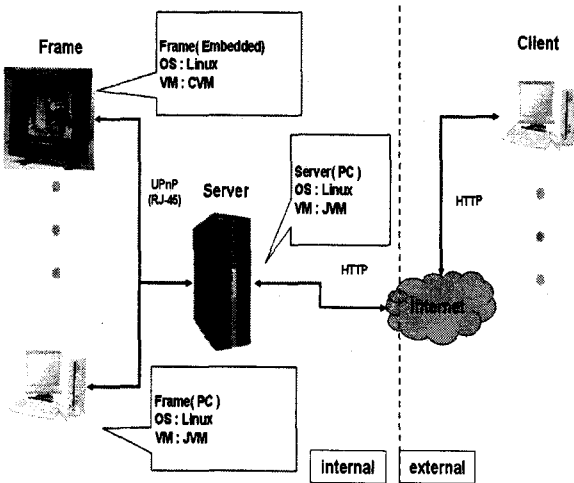 Frame
Frame( Embedded)
OS : Linux
VM : CVM
Client
UPnP
(RJ-45)
Server
Server( PC )
OS : Linux
VM : JVM
HTTP
HTTP
Internet
Frame( PC )
OS : Linux
VM : JVM
internal
external